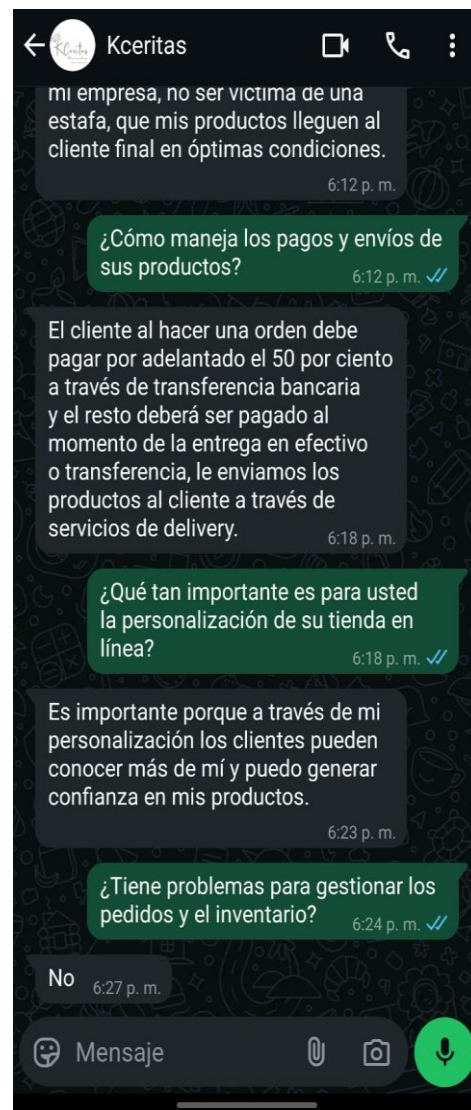 Kceritas
mi empresa, no ser víctima de una
estafa, que mis productos lleguen al
cliente final en óptimas condiciones.
6:12 p. m.
¿Cómo maneja los pagos y envíos de
sus productos?
6:12 p. m.
El cliente al hacer una orden debe
pagar por adelantado el 50 por ciento
a través de transferencia bancaria
y el resto deberá ser pagado al
momento de la entrega en efectivo
o transferencia, le enviamos los
productos al cliente a través de
servicios de delivery.
6:18 p. m.
¿Qué tan importante es para usted
la personalización de su tienda en
línea?
6:18 p. m.
Es importante porque a través de mi
personalización los clientes pueden
conocer más de mí y puedo generar
confianza en mis productos.
6:23 p. m.
¿Tiene problemas para gestionar los
pedidos y el inventario?
6:24 p. m.
No
6:27 p. m.
Mensaje